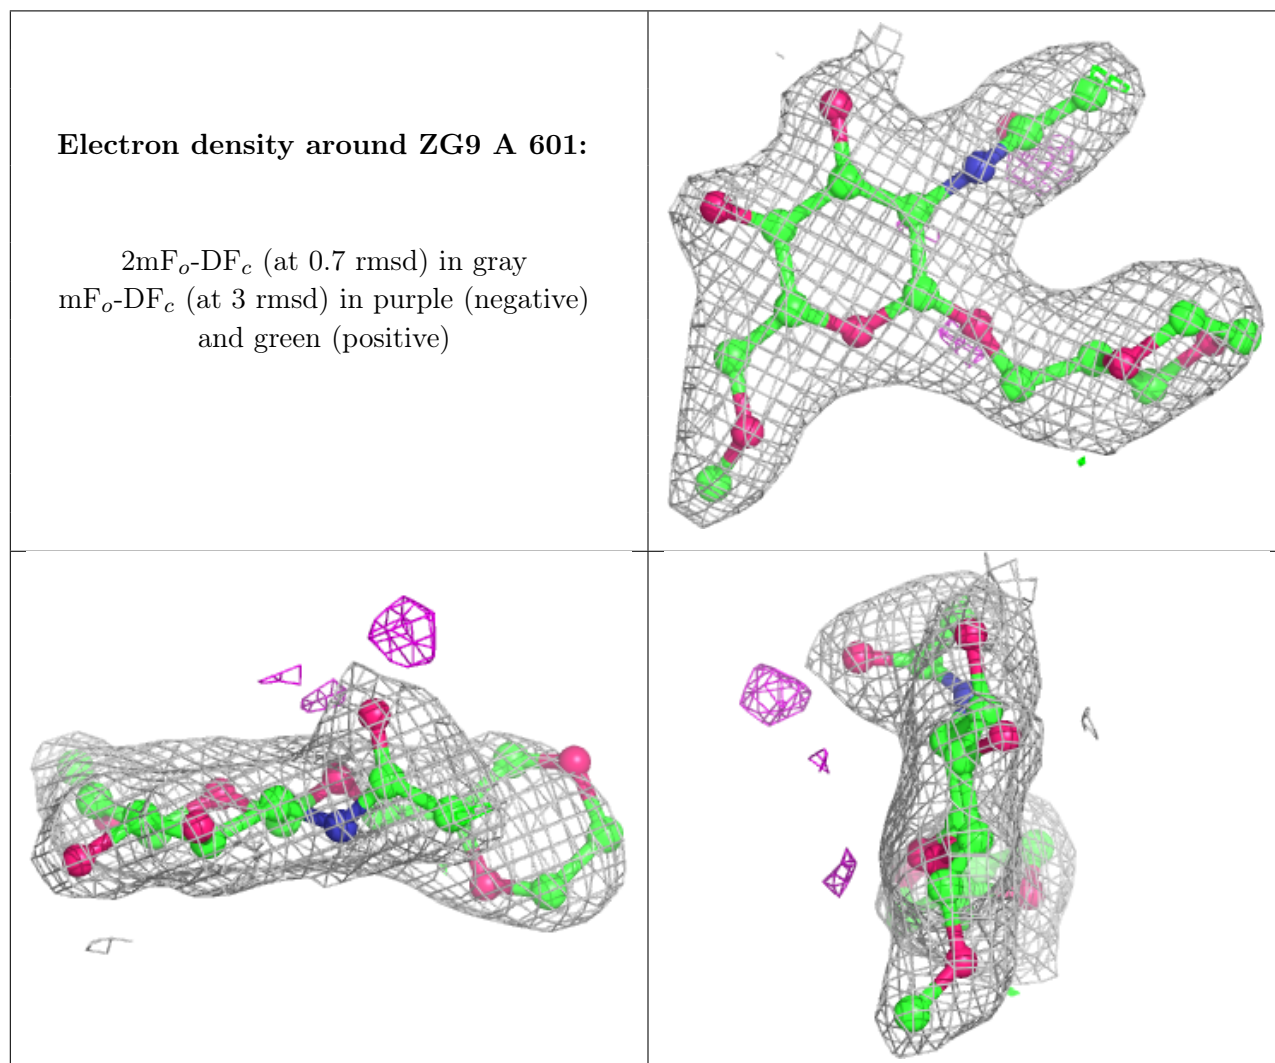 Electron density around ZG9 A 601:
2mFₒ-DF𝒸 (at 0.7 rmsd) in gray
mFₒ-DF𝒸 (at 3 rmsd) in purple (negative)
and green (positive)